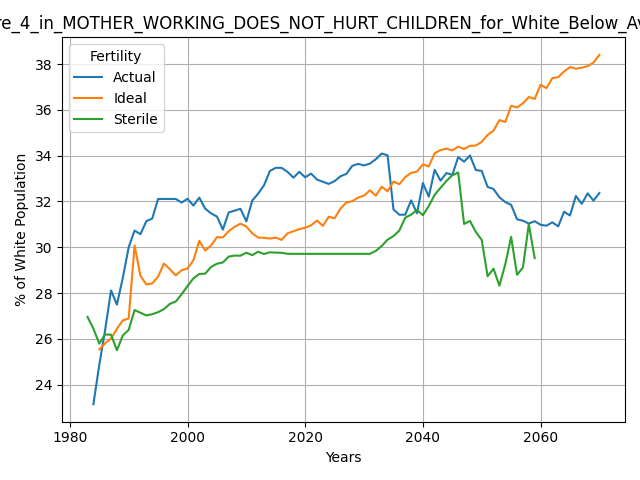 re_4_in_MOTHER_WORKING_DOES_NOT_HURT_CHILDREN_for_White_Below_Av
Fertility
Actual
Ideal
Sterile
% of White Population
38
36
34
32
30
28
26
24
1980
2000
2020
2040
2060
Years